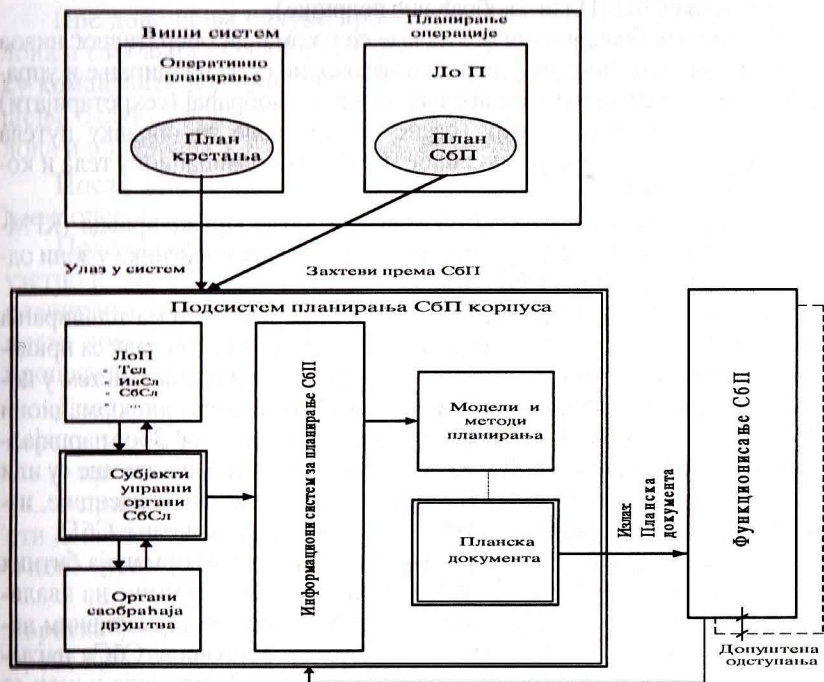 Виши систем
Оперативно
планирање
План
кретања
Планирање
операције
ЛоП
План
СбП
Улаз у систем
Захтеви према СбП
Подсистем планирања СбП корпуса
ЛоП
- Тел
- ИнСл
- СбСл
...
Субјекти
управни
органи
СбСл
Органи
саобраћаја
друштва
Информациони систем за планирање СбП
Модели и
методи
планирања
Планска
документа
Излаз:
Планска
документа
Функционисање СбП
Допуштена
одступања